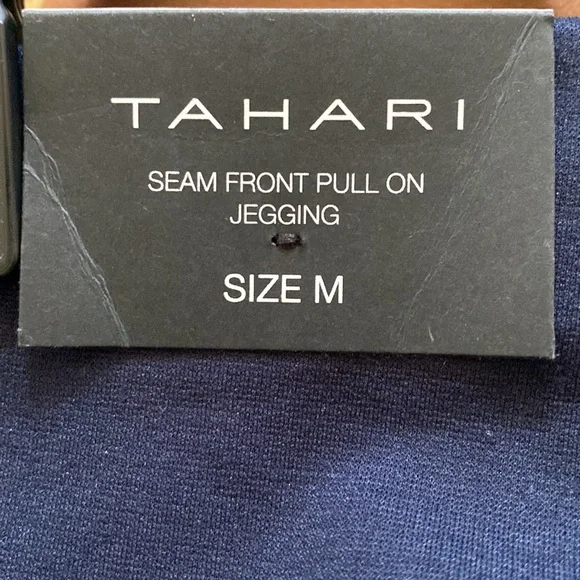 TAHARI
SEAM FRONT PULL ON
JEGGING
SIZE M